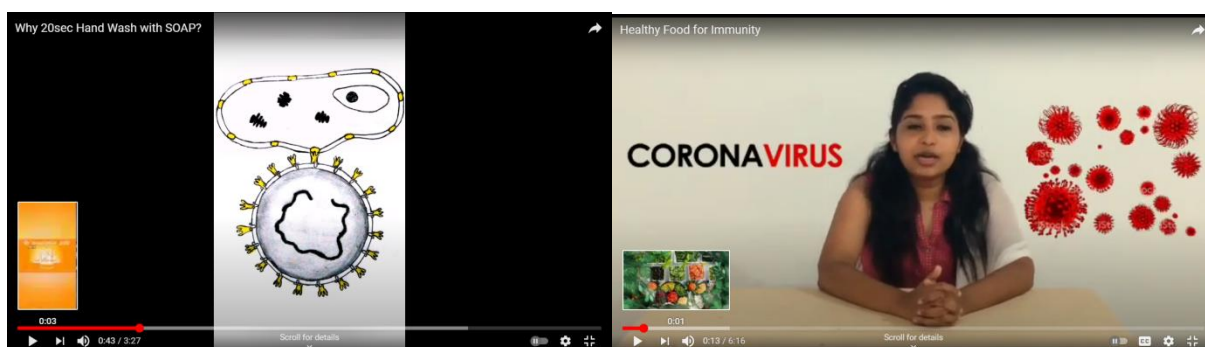 Why 20sec Hand Wash with SOAP?
0:03
0:43 / 3:27
Scroll for details
Healthy Food for Immunity
CORONAVIRUS
0:01
0:13 / 6:16
Scroll for details
CC